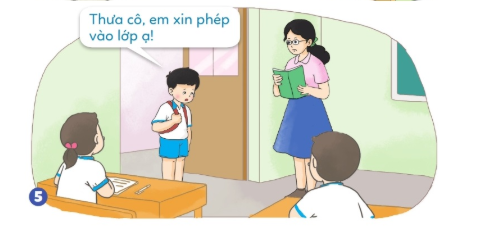 Thưa cô, em xin phép
vào lớp ạ!
5